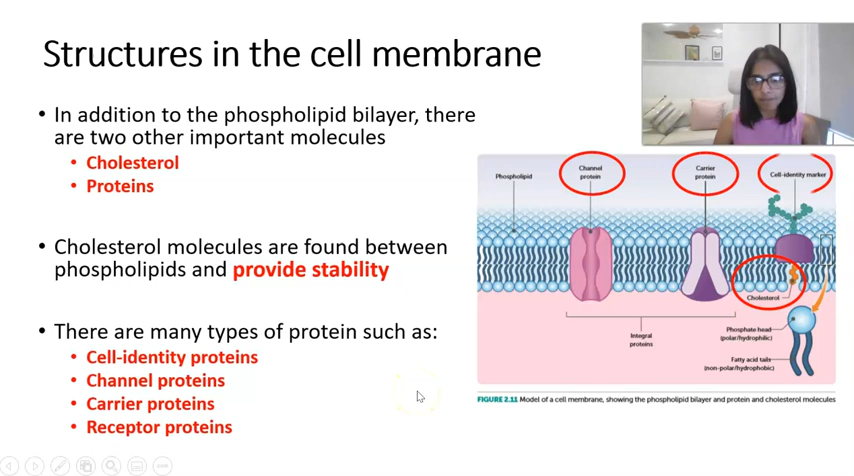 Structures in the cell membrane
• In addition to the phospholipid bilayer, there
are two other important molecules
• Cholesterol
• Proteins
• Cholesterol molecules are found between
phospholipids and provide stability
• There are many types of protein such as:
• Cell-identity proteins
• Channel proteins
• Carrier proteins
• Receptor proteins
Phospholipid
Channel
protein
Carrier
protein
Cell-identity marker
Cholesterol
Integral
proteins
Phosphate head
(polar/hydrophilic)
Fatty acid tails
(non-polar/hydrophobic)
FIGURE 2.11 Model of a cell membrane, showing the phospholipid bilayer and protein and cholesterol molecules